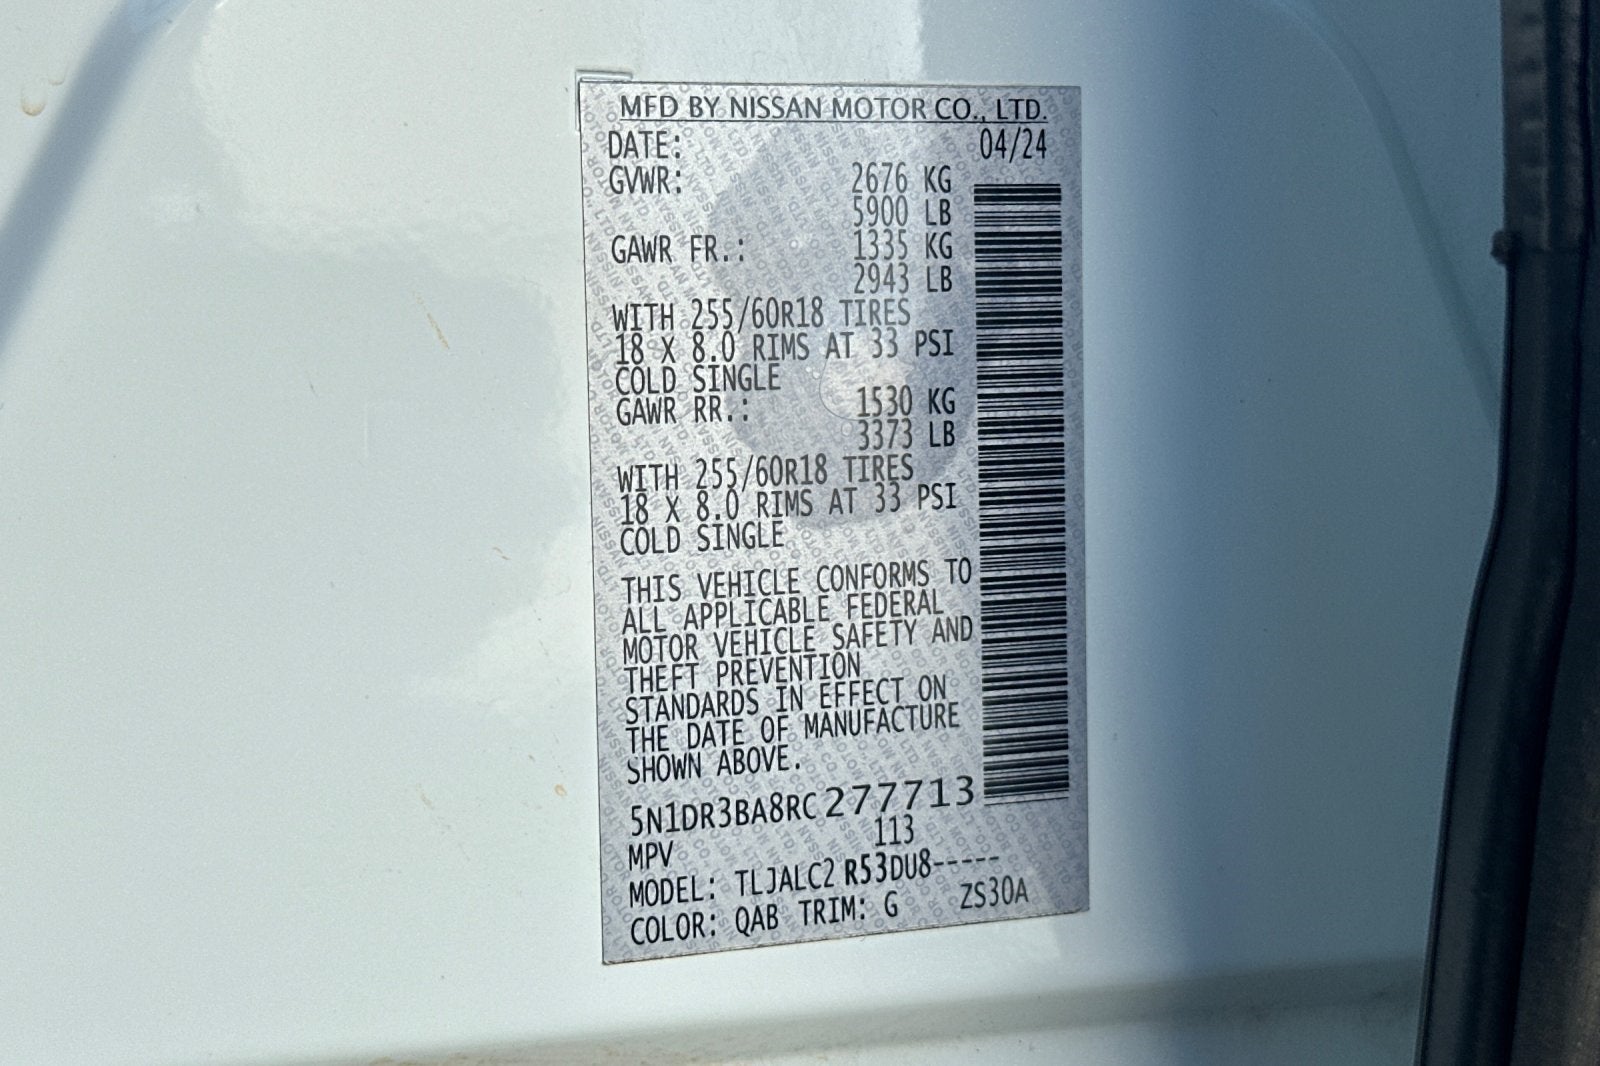 MFD BY NISSAN MOTOR CO., LTD.
DATE: 04/24
GVWR: 2676 KG
5900 LB
GAWR FR.: 1335 KG
2943 LB
WITH 255/60R18 TIRES
18 X 8.0 RIMS AT 33 PSI
COLD SINGLE
GAWR RR.: 1530 KG
3373 LB
WITH 255/60R18 TIRES
18 X 8.0 RIMS AT 33 PSI
COLD SINGLE
THIS VEHICLE CONFORMS TO
ALL APPLICABLE FEDERAL
MOTOR VEHICLE SAFETY AND
THEFT PREVENTION
STANDARDS IN EFFECT ON
THE DATE OF MANUFACTURE
SHOWN ABOVE.
5N1DR3BA8RC277713
MPV 113
MODEL: TLJALC2 R53DU8-----
COLOR: QAB TRIM: G ZS30A